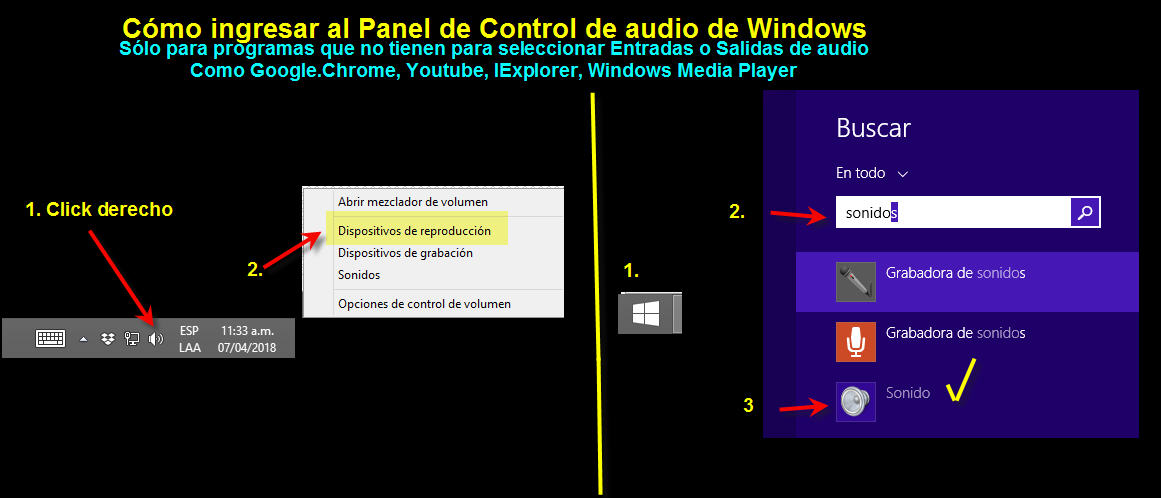 Cómo ingresar al Panel de Control de audio de Windows
Sólo para programas que no tienen para seleccionar Entradas o Salidas de audio
Como Google.Chrome, Youtube, IExplorer, Windows Media Player
1. Click derecho
Abrir mezclador de volumen
Dispositivos de reproducción
2.
Dispositivos de grabación
Sonidos
Opciones de control de volumen
ESP
LAA
11:33 a.m.
07/04/2018
1.
Buscar
En todo
2.
sonidos
Grabadora de sonidos
Grabadora de sonidos
3
Sonido